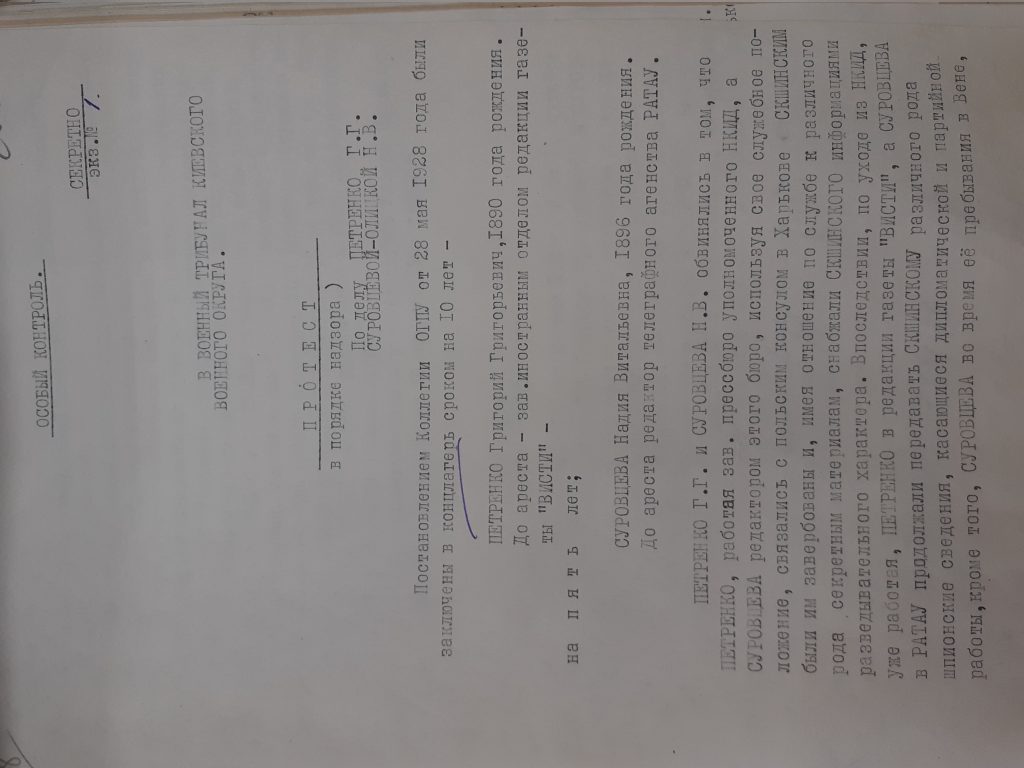 ОСОБЫЙ КОНТРОЛЬ.
СЕКРЕТНО
экз.№ 1.
В ВОЕННЫЙ ТРИБУНАЛ КИЕВСКОГО
ВОЕННОГО ОКРУГА.
П Р О Т Е С Т
в порядке надзора )
По делу ПЕТРЕНКО Г.Г.
СУРОВЦЕВОЙ-ОЛИЦКОЙ Н.В.
Постановлением Коллегии ОГПУ от 28 мая 1928 года были
заключены в концлагерь сроком на 10 лет -
ПЕТРЕНКО Григорий Григорьевич,1890 года рождения.
До ареста - зав.иностранным отделом редакции газе-
ты "ВИСТИ" -
на п я т ь лет;
СУРОВЦЕВА Надия Витальевна, 1896 года рождения.
До ареста редактор телеграфного агенства РАТАУ.
ПЕТРЕНКО Г.Г. и СУРОВЦЕВА Н.В. обвинялись в том, что
ПЕТРЕНКО, работая зав. прессбюро уполномоченного НКИД, а
СУРОВЦЕВА редактором этого бюро, используя свое служебное по-
ложение, связались с польским консулом в Харькове СКШИНСКИМ
были им завербованы и, имея отношение по службе к различного
рода секретным материалам, снабжали СКШИНСКОГО информациями
разведывательного характера. Впоследствии, по уходе из НКИД,
уже работая, ПЕТРЕНКО в редакции газеты "ВИСТИ", а СУРОВЦЕВА
в РАТАУ продолжали передавать СКШИНСКОМУ различного рода
шпионские сведения, касающиеся дипломатической и партийной
работы,кроме того, СУРОВЦЕВА во время её пребывания в Вене,